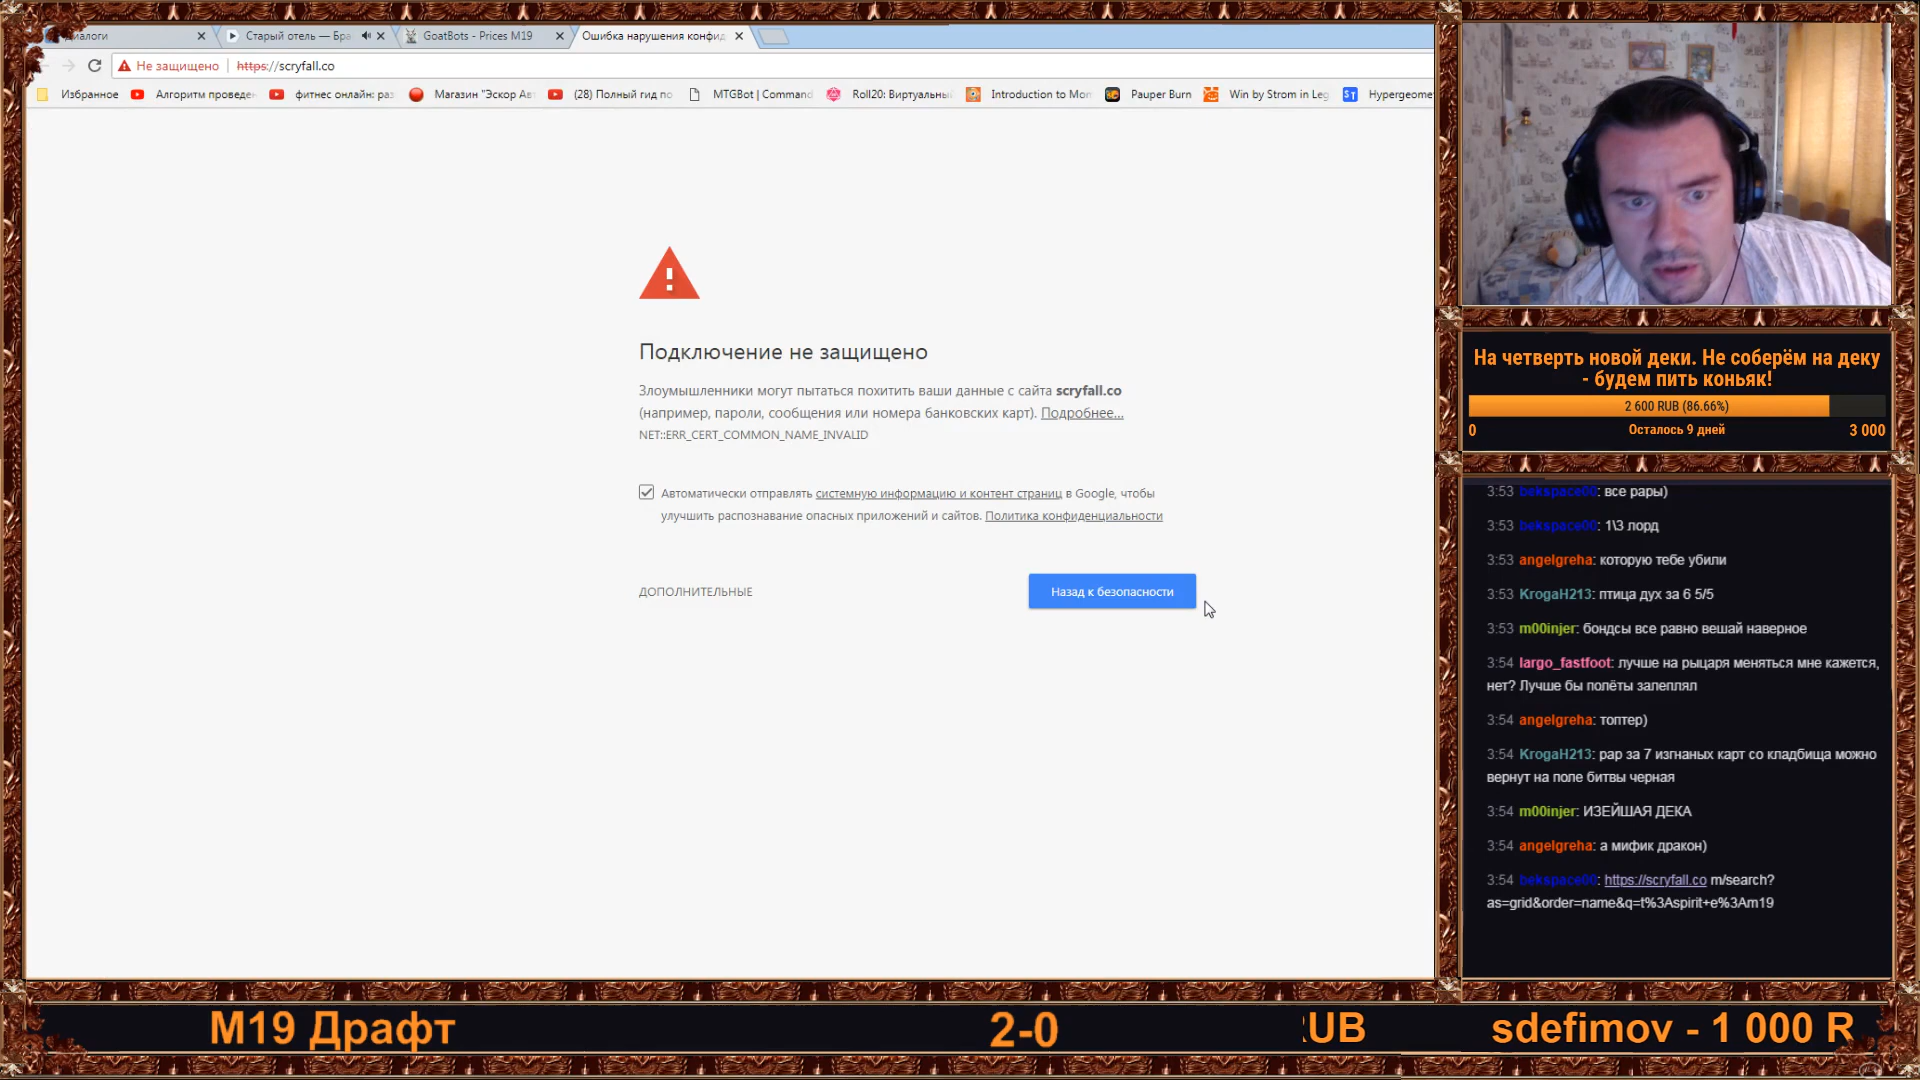 диалоги
Старый отель — Бра
GoatBots - Prices M19
Ошибка нарушения конфид
Не защищено
https://scryfall.co
Избранное
Алгоритм проведе
фитнес онлайн: раз
Магазин "Эскор Ав
(28) Полный гид по
MTGBot | Command
Roll20: Виртуальны
Introduction to Mon
Pauper Burn
Win by Strom in Leg
ST
Hypergeome
Подключение не защищено
Злоумышленники могут пытаться похитить ваши данные с сайта scryfall.co
(например, пароли, сообщения или номера банковских карт). Подробнее...
NET::ERR_CERT_COMMON_NAME_INVALID
Автоматически отправлять системную информацию и контент страниц в Google, чтобы
улучшить распознавание опасных приложений и сайтов. Политика конфиденциальности
ДОПОЛНИТЕЛЬНЫЕ
Назад к безопасности
На четверть новой деки. Не соберём на деку
- будем пить коньяк!
2 600 RUB (86.66%)
0
Осталось 9 дней
3 000
3:53 bekspace00: все рары)
3:53 bekspace00: 1\3 лорд
3:53 angelgreha: которую тебе убили
3:53 KrogaH213: птица дух за 6 5/5
3:53 m00injer: бондсы все равно вешай наверное
3:54 largo_fastfoot: лучше на рыцаря меняться мне кажется,
нет? Лучше бы полёты залеплял
3:54 angelgreha: топтер)
3:54 KrogaH213: рар за 7 изгнаных карт со кладбища можно
вернут на поле битвы черная
3:54 m00injer: ИЗЕЙШАЯ ДЕКА
3:54 angelgreha: а мифик дракон)
3:54 bekspace00: https://scryfall.co m/search?
as=grid&order=name&q=t%3Aspirit+e%3Am19
М19 Драфт
2-0
RUB
sdefimov - 1 000 R